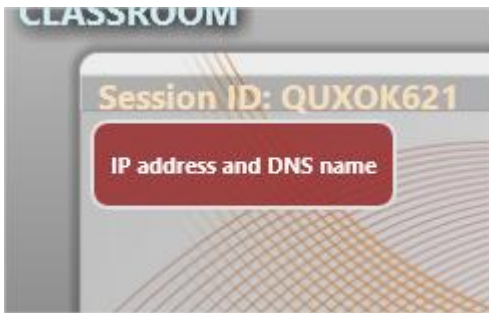 CLASSROOM
Session ID: QUXOK621
IP address and DNS name